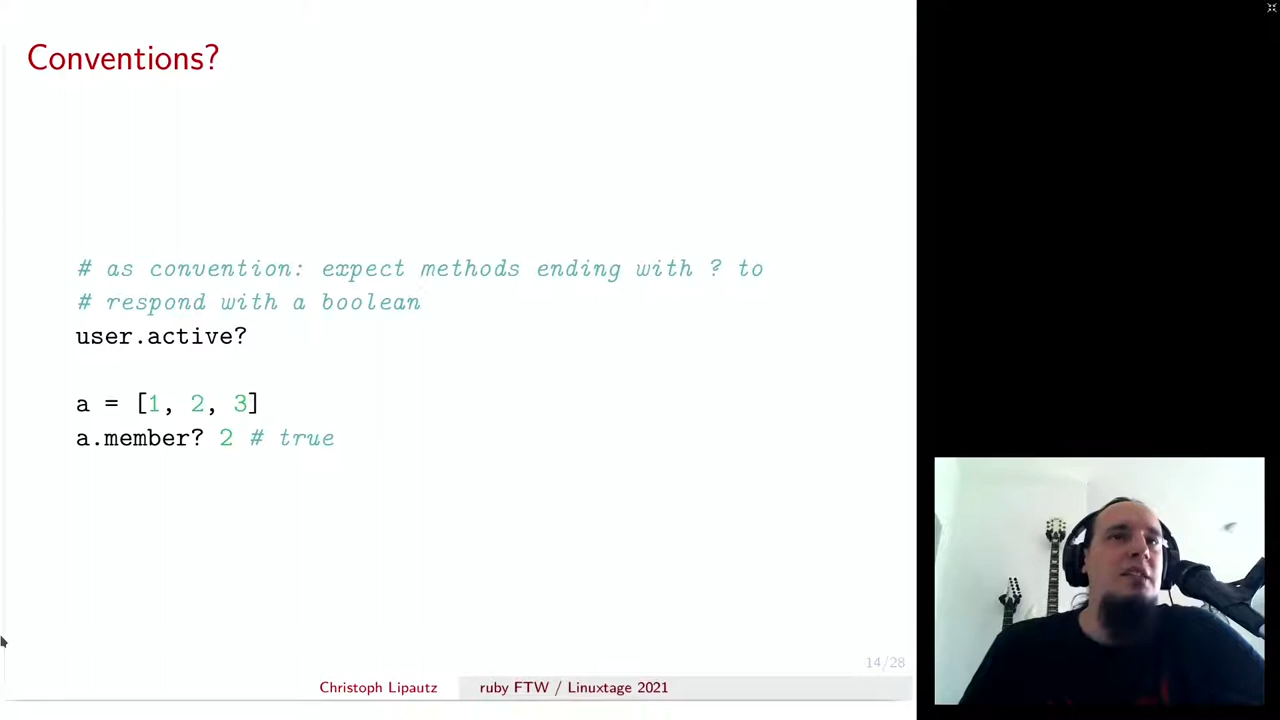 Conventions?
# as convention: expect methods ending with ? to
# respond with a boolean
user.active?
a = [1, 2, 3]
a.member? 2 # true
14/28
Christoph Lipautz ruby FTW / Linuxtage 2021